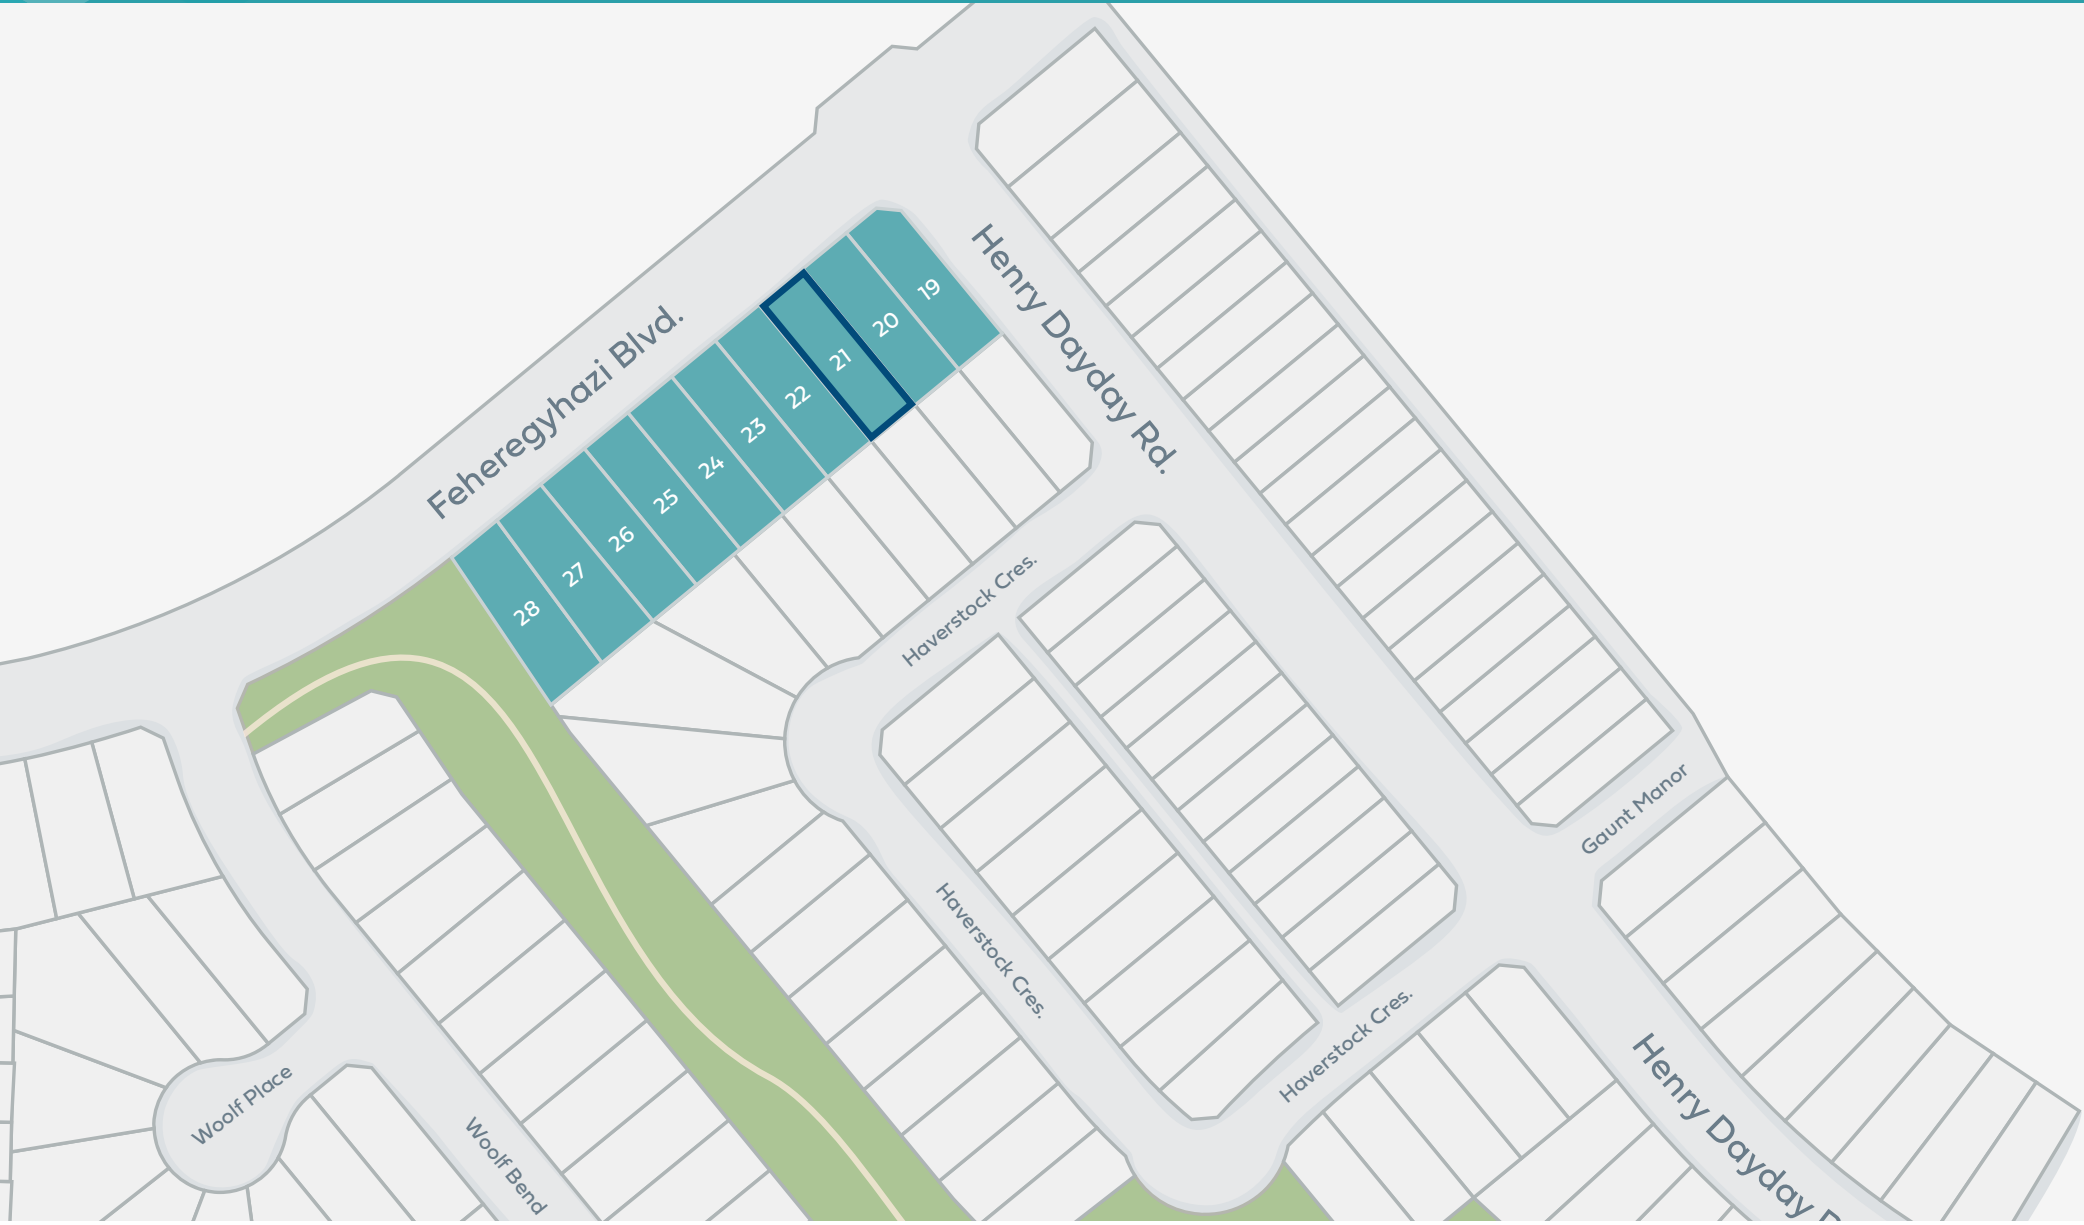 Henry Dayday Rd.
Feheregyhazi Blvd.
19
20
21
22
23
24
25
26
27
28
Haverstock Cres.
Gaunt Manor
Haverstock Cres.
Haverstock Cres.
Henry Dayday
Woolf Place
Woolf Bend